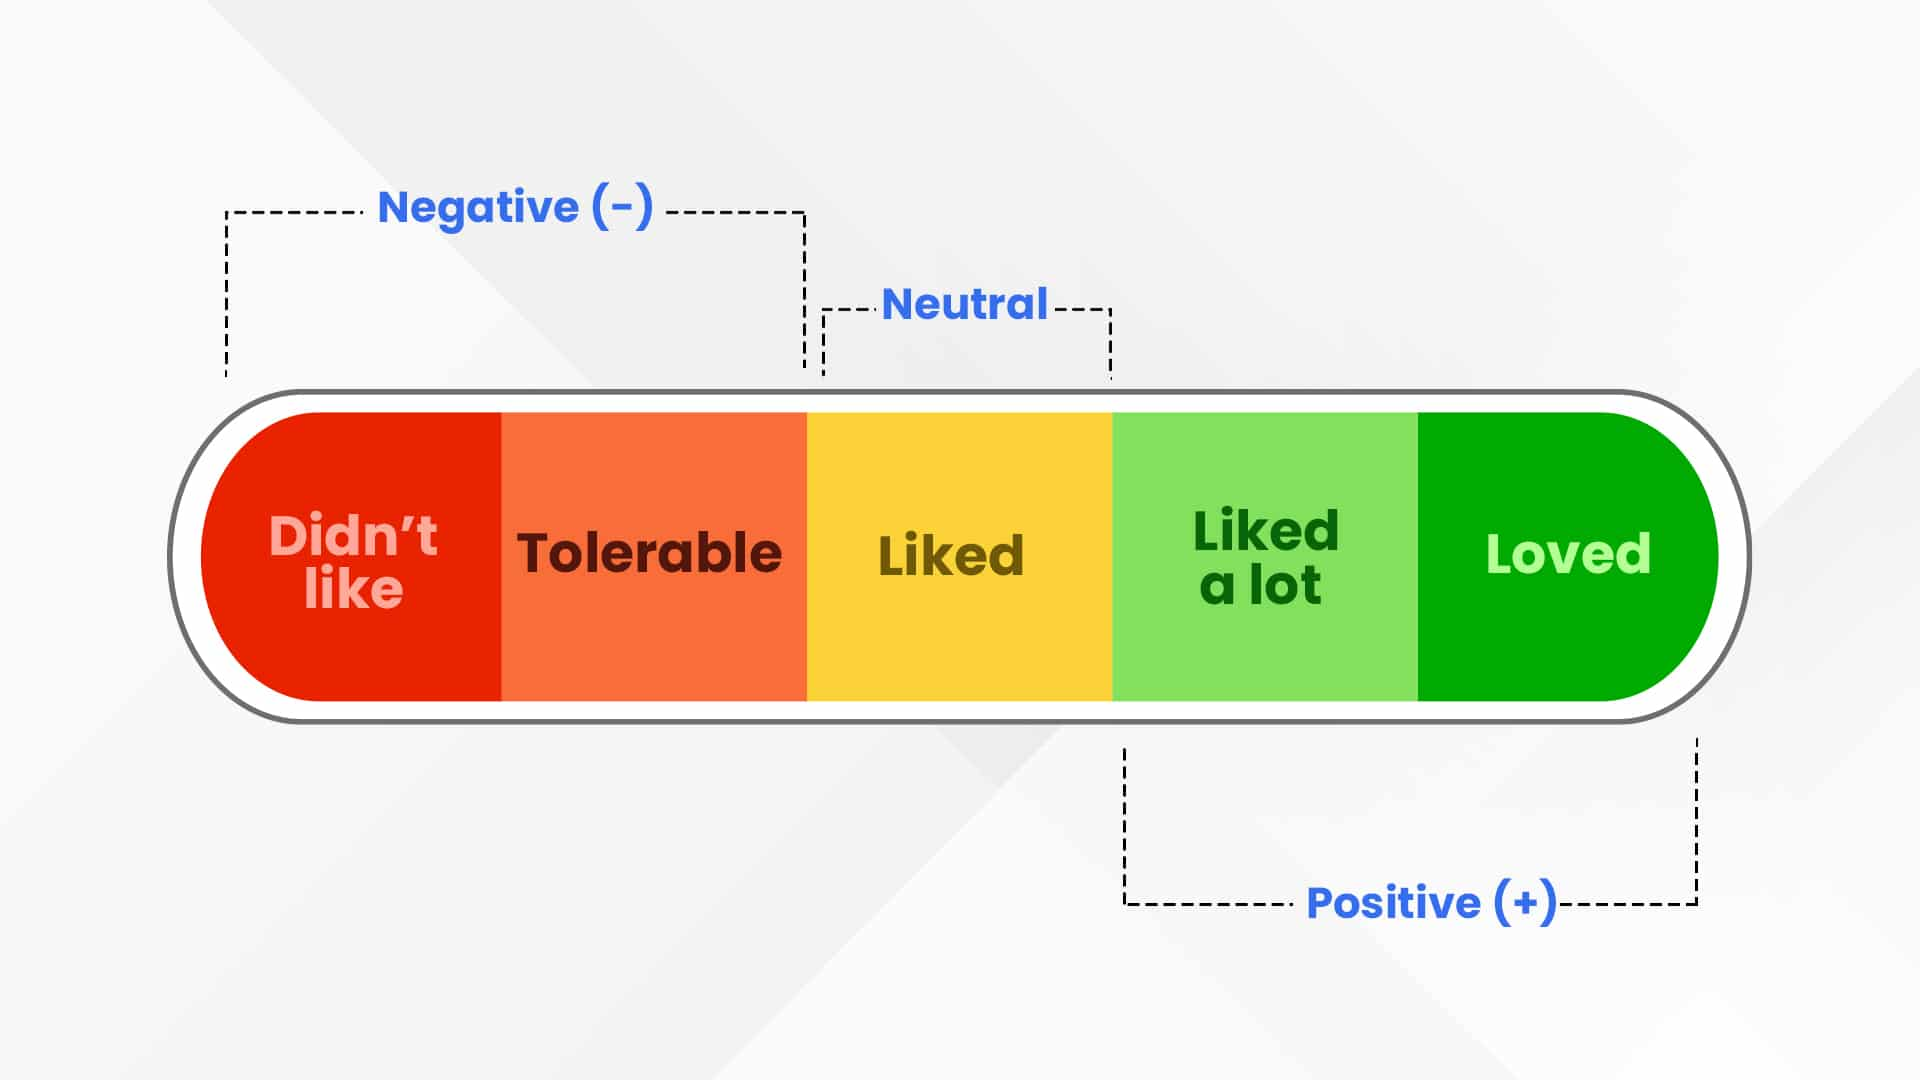 Negative (-)
Neutral
Didn’t
like
Tolerable
Liked
Liked
a lot
Loved
Positive (+)